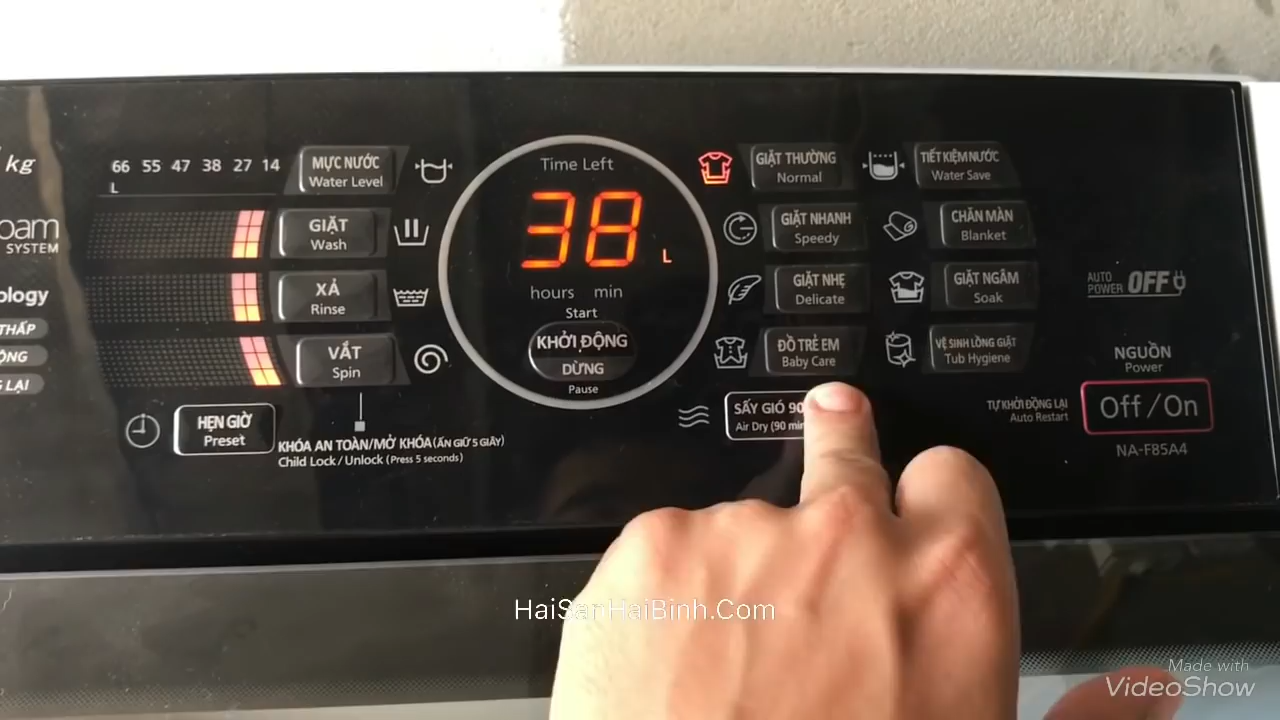 kg
66 55 47 38 27 14
L
MỰC NƯỚC
Water Level
GIẶT
Wash
XẢ
Rinse
VẮT
Spin
oam
SYSTEM
ology
THẤP
HẸN GIỜ
Preset
KHÓA AN TOÀN/MỞ KHÓA (ẤN GIỮ 5 GIÂY)
Child Lock / Unlock (Press 5 seconds)
Time Left
38
L
hours min
Start
KHỞI ĐỘNG
DỪNG
Pause
GIẶT THƯỜNG
Normal
GIẶT NHANH
Speedy
GIẶT NHẸ
Delicate
ĐỒ TRẺ EM
Baby Care
SẤY GIÓ 90
Air Dry (90 min
TIẾT KIỆM NƯỚC
Water Save
CHĂN MÀN
Blanket
GIẶT NGÂM
Soak
VỆ SINH LỒNG GIẶT
Tub Hygiene
AUTO
POWER OFF
NGUỒN
Power
TỰ KHỞI ĐỘNG LẠI
Auto Restart
Off/On
NA-F85A4
HaiSanHaiBinh.Com
Made with
VideoShow